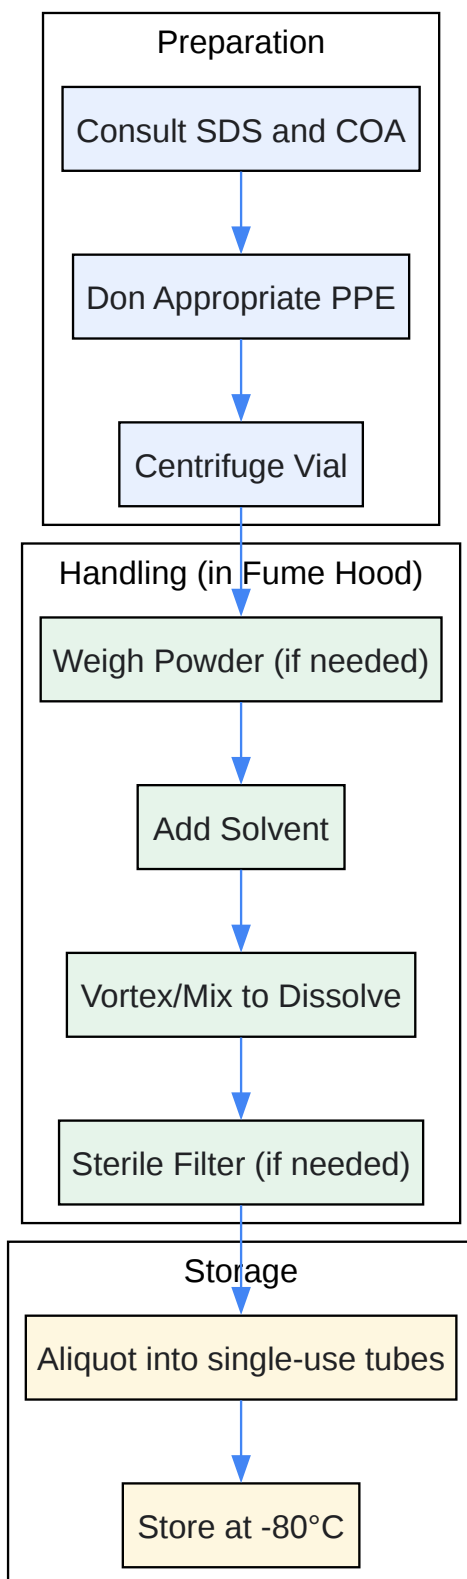 Preparation
Consult SDS and COA
Don Appropriate PPE
Centrifuge Vial
Handling (in Fume Hood)
Weigh Powder (if needed)
Add Solvent
Vortex/Mix to Dissolve
Sterile Filter (if needed)
Storage
Aliquot into single-use tubes
Store at -80°C